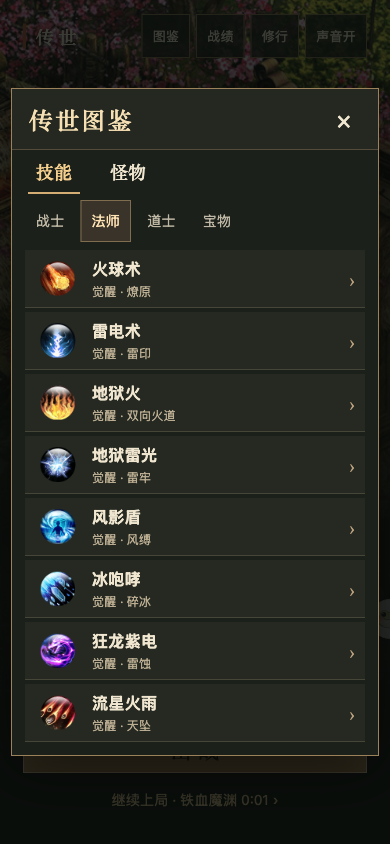 传世
图鉴
战绩
修行
声音开
传世图鉴
×
技能
怪物
战士
法师
道士
宝物
火球术
觉醒 · 燎原
›
雷电术
觉醒 · 雷印
›
地狱火
觉醒 · 双向火道
›
地狱雷光
觉醒 · 雷牢
›
风影盾
觉醒 · 风缚
›
冰咆哮
觉醒 · 碎冰
›
狂龙紫电
觉醒 · 雷蚀
›
流星火雨
觉醒 · 天坠
›
继续上局 · 铁血魔渊 0:01 ›